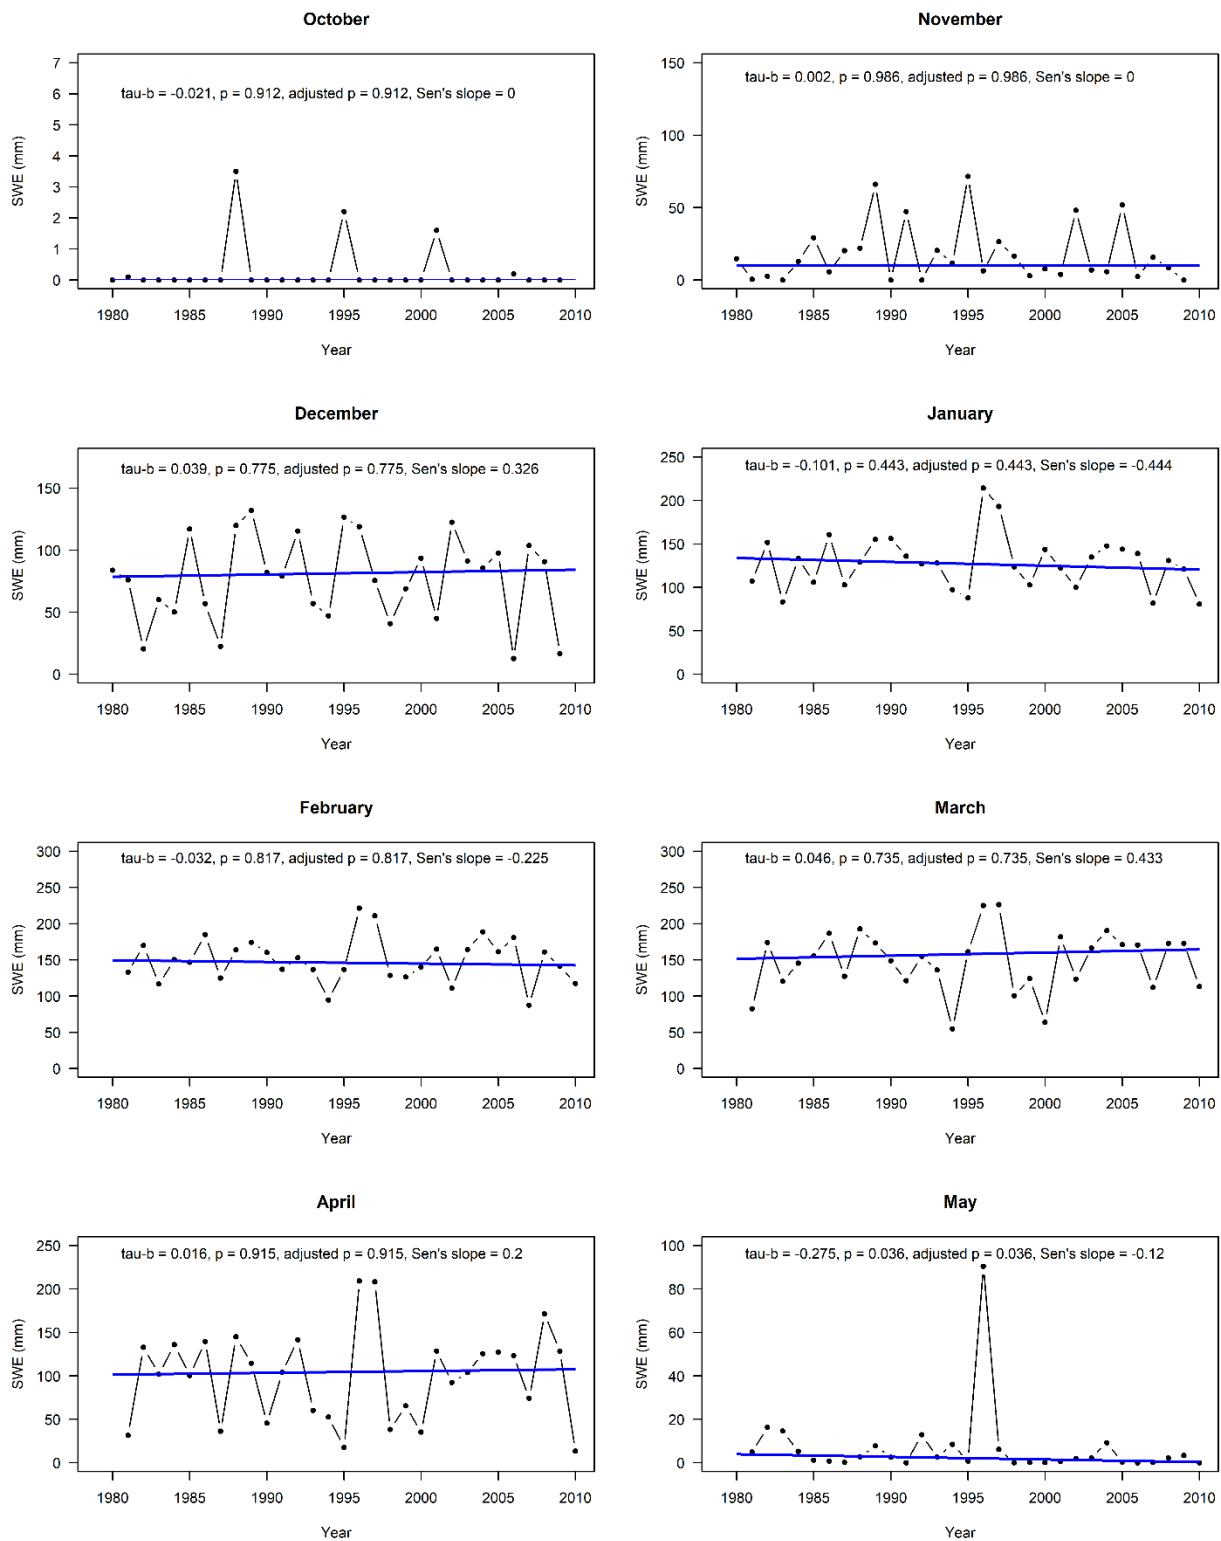 October
7
6
5
4
3
2
1
0
SWE (mm)
tau-b = -0.021, p = 0.912, adjusted p = 0.912, Sen's slope = 0
1980 1985 1990 1995 2000 2005 2010
Year
November
150
100
50
0
SWE (mm)
tau-b = 0.002, p = 0.986, adjusted p = 0.986, Sen's slope = 0
1980 1985 1990 1995 2000 2005 2010
Year
December
150
100
50
0
SWE (mm)
tau-b = 0.039, p = 0.775, adjusted p = 0.775, Sen's slope = 0.326
1980 1985 1990 1995 2000 2005 2010
Year
January
250
200
150
100
50
0
SWE (mm)
tau-b = -0.101, p = 0.443, adjusted p = 0.443, Sen's slope = -0.444
1980 1985 1990 1995 2000 2005 2010
Year
February
300
250
200
150
100
50
0
SWE (mm)
tau-b = -0.032, p = 0.817, adjusted p = 0.817, Sen's slope = -0.225
1980 1985 1990 1995 2000 2005 2010
Year
March
300
250
200
150
100
50
0
SWE (mm)
tau-b = 0.046, p = 0.735, adjusted p = 0.735, Sen's slope = 0.433
1980 1985 1990 1995 2000 2005 2010
Year
April
250
200
150
100
50
0
SWE (mm)
tau-b = 0.016, p = 0.915, adjusted p = 0.915, Sen's slope = 0.2
1980 1985 1990 1995 2000 2005 2010
Year
May
100
80
60
40
20
0
SWE (mm)
tau-b = -0.275, p = 0.036, adjusted p = 0.036, Sen's slope = -0.12
1980 1985 1990 1995 2000 2005 2010
Year